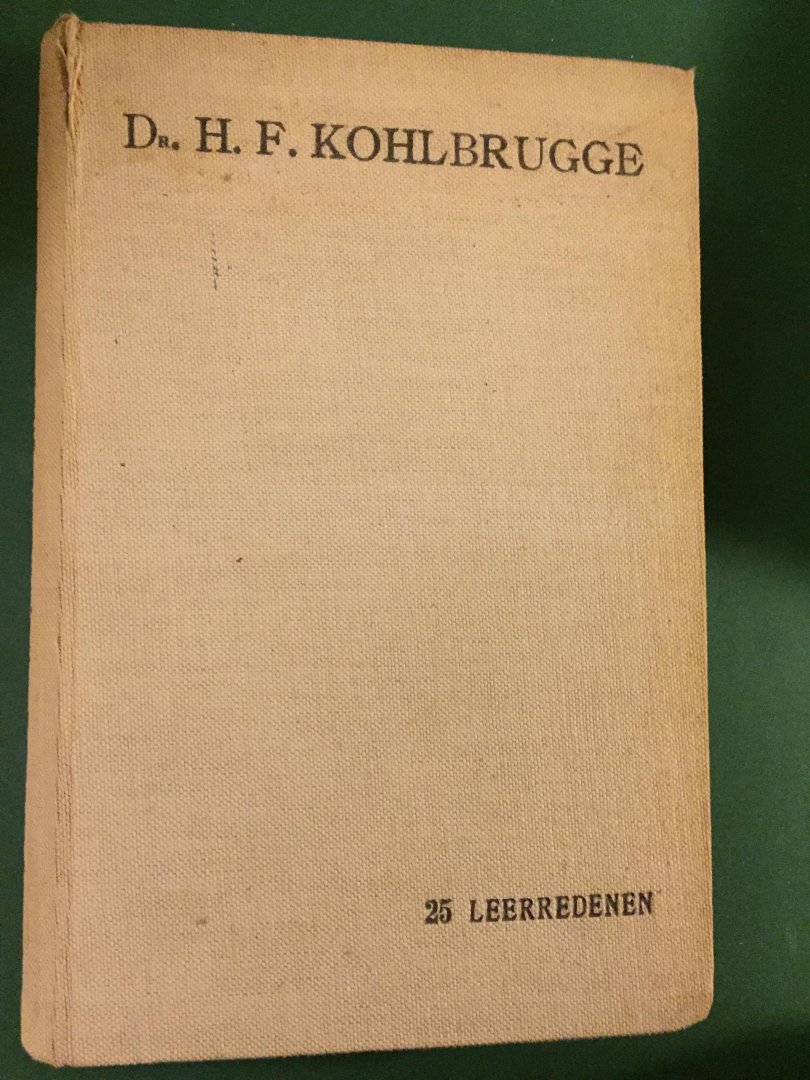 DR. H. F. KOHLBRUGGE
25 LEERREDENEN